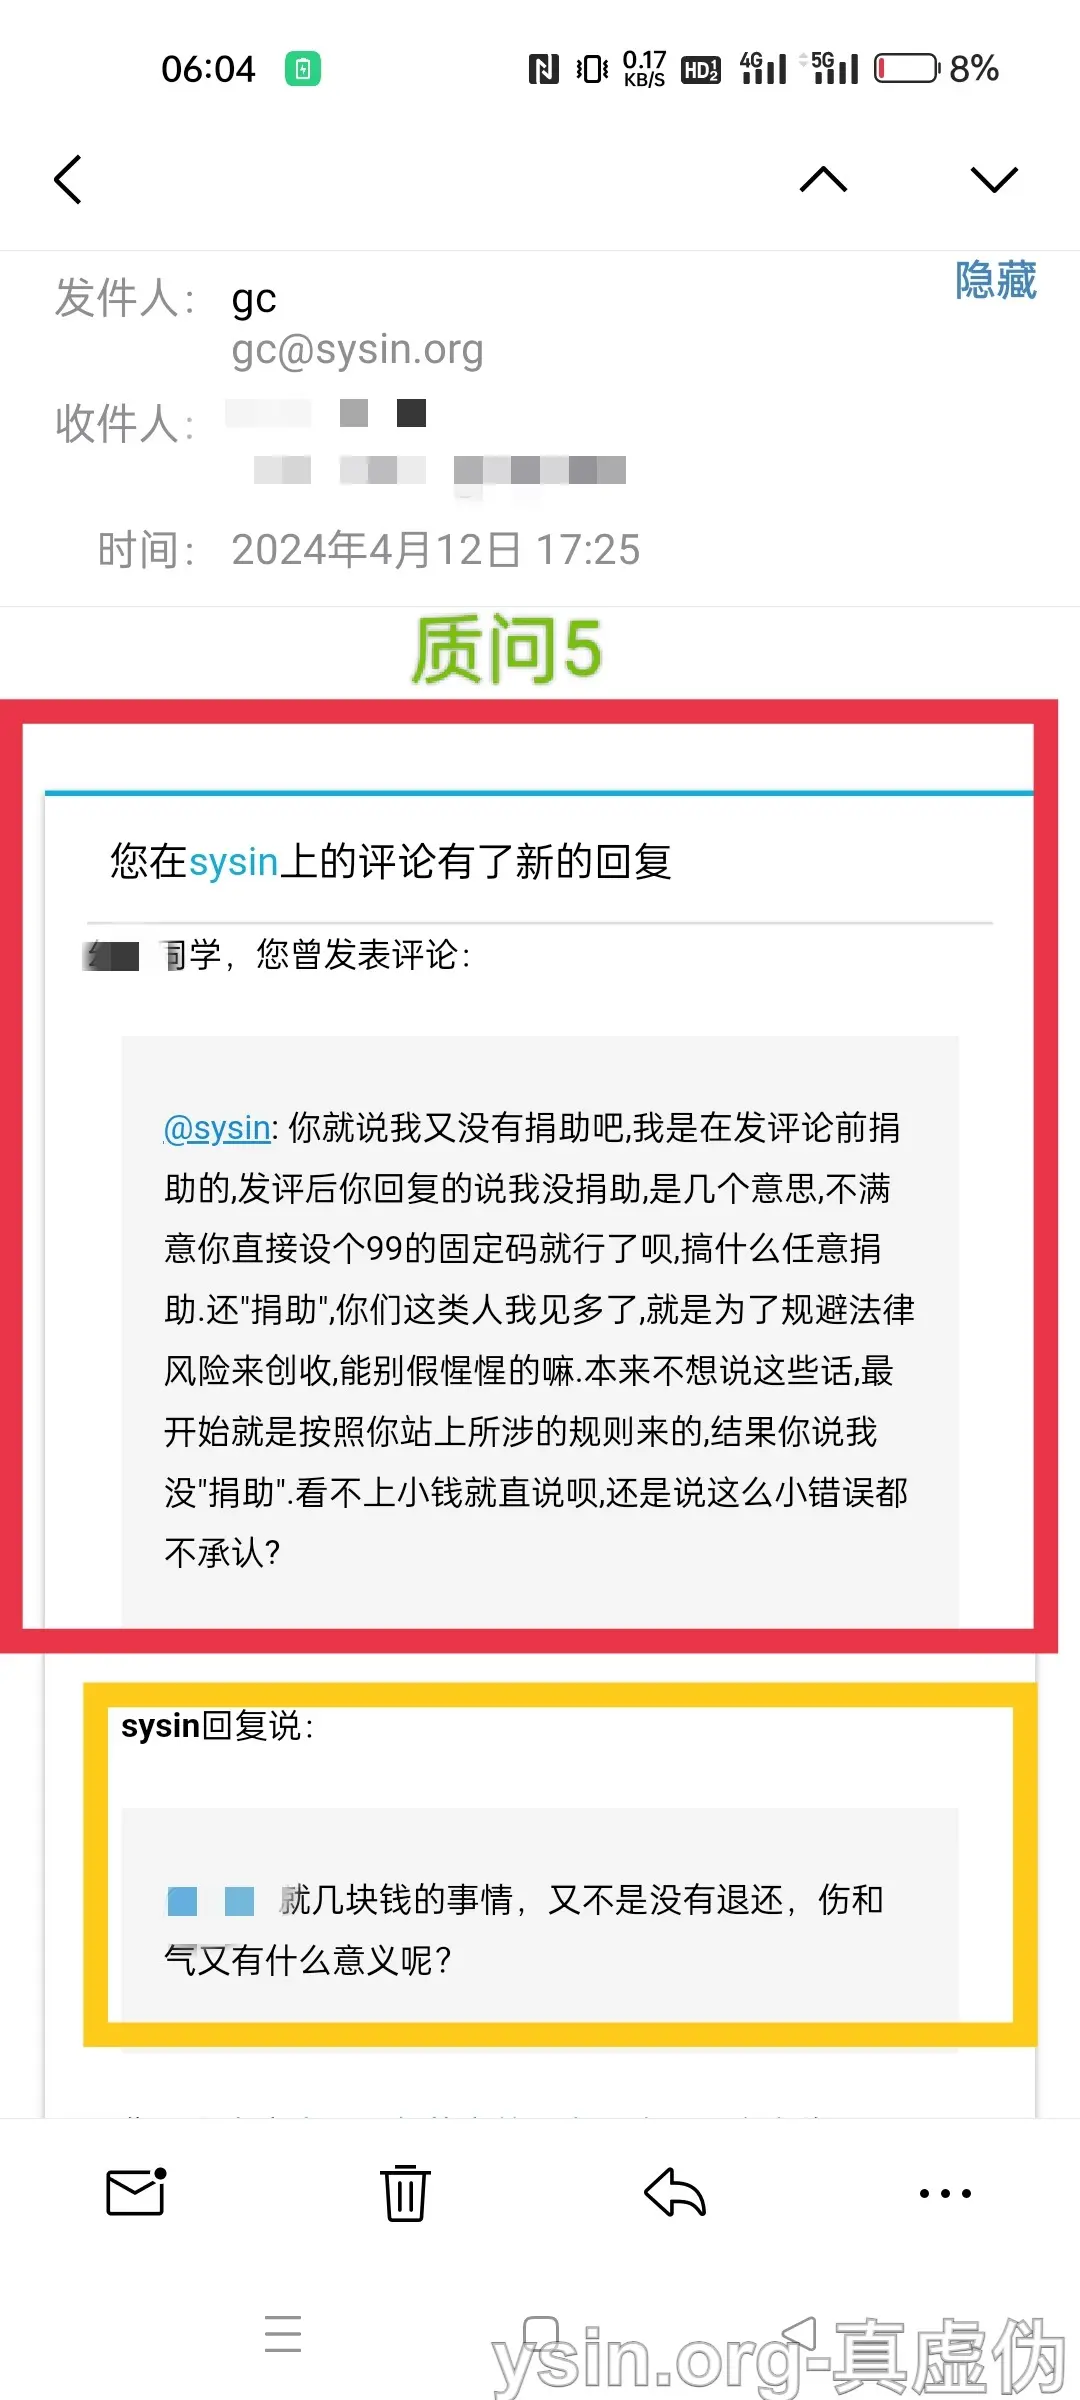 06:04
0.17 KB/S HD 1 2 4G 5G 8%
隐藏
发件人： gc
gc@sysin.org
收件人：
时间： 2024年4月12日 17:25
质问5
您在sysin上的评论有了新的回复
同学，您曾发表评论：
@sysin: 你就说我又没有捐助吧,我是在发评论前捐
助的,发评后你回复的说我没捐助,是几个意思,不满
意你直接设个99的固定码就行了呗,搞什么任意捐
助.还"捐助",你们这类人我见多了,就是为了规避法律
风险来创收,能别假惺惺的嘛.本来不想说这些话,最
开始就是按照你站上所涉的规则来的,结果你说我
没"捐助".看不上小钱就直说呗,还是说这么小错误都
不承认?
sysin回复说：
就几块钱的事情，又不是没有退还，伤和
气又有什么意义呢？
ysin.org-真虚伪